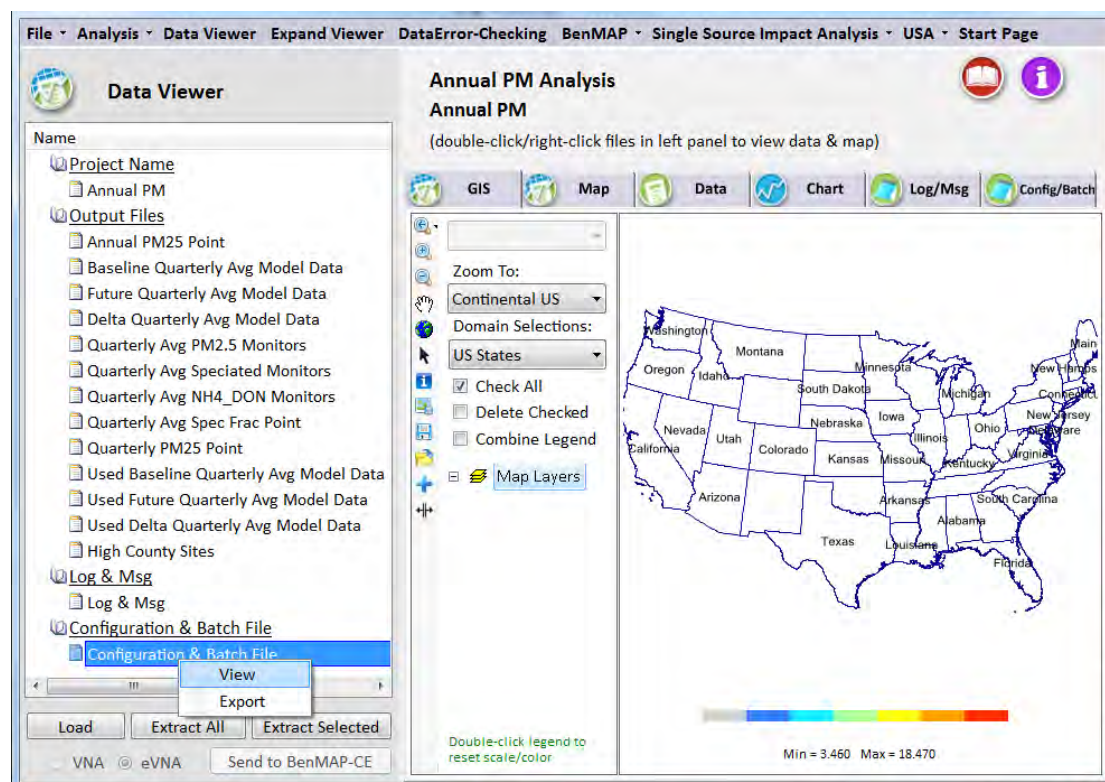 File Analysis Data Viewer Expand Viewer DataError-Checking BenMAP Single Source Impact Analysis USA Start Page
Data Viewer
Name
Project Name
Annual PM
Output Files
Annual PM25 Point
Baseline Quarterly Avg Model Data
Future Quarterly Avg Model Data
Delta Quarterly Avg Model Data
Quarterly Avg PM2.5 Monitors
Quarterly Avg Speciated Monitors
Quarterly Avg NH4_DON Monitors
Quarterly Avg Spec Frac Point
Quarterly PM25 Point
Used Baseline Quarterly Avg Model Data
Used Future Quarterly Avg Model Data
Used Delta Quarterly Avg Model Data
High County Sites
Log & Msg
Log & Msg
Configuration & Batch File
Configuration & Batch File
View
Export
Load Extract All Extract Selected
VNA eVNA Send to BenMAP-CE
Annual PM Analysis
Annual PM
(double-click/right-click files in left panel to view data & map)
GIS Map Data Chart Log/Msg Config/Batch
Zoom To:
Continental US
Domain Selections:
US States
Check All
Delete Checked
Combine Legend
Map Layers
Double-click legend to
reset scale/color
Washington
Montana
Main
Oregon
Idaho
Minnesota
New Hamps
South Dakota
Michigan
Connecticut
Nebraska
Iowa
New Jersey
Nevada
Utah
Illinois
Ohio
Delaware
California
Colorado
Kansas
Missouri
Kentucky
Virginia
Arizona
Arkansas
South Carolina
Alabama
Texas
Louisiana
Florida
Min = 3.460 Max = 18.470